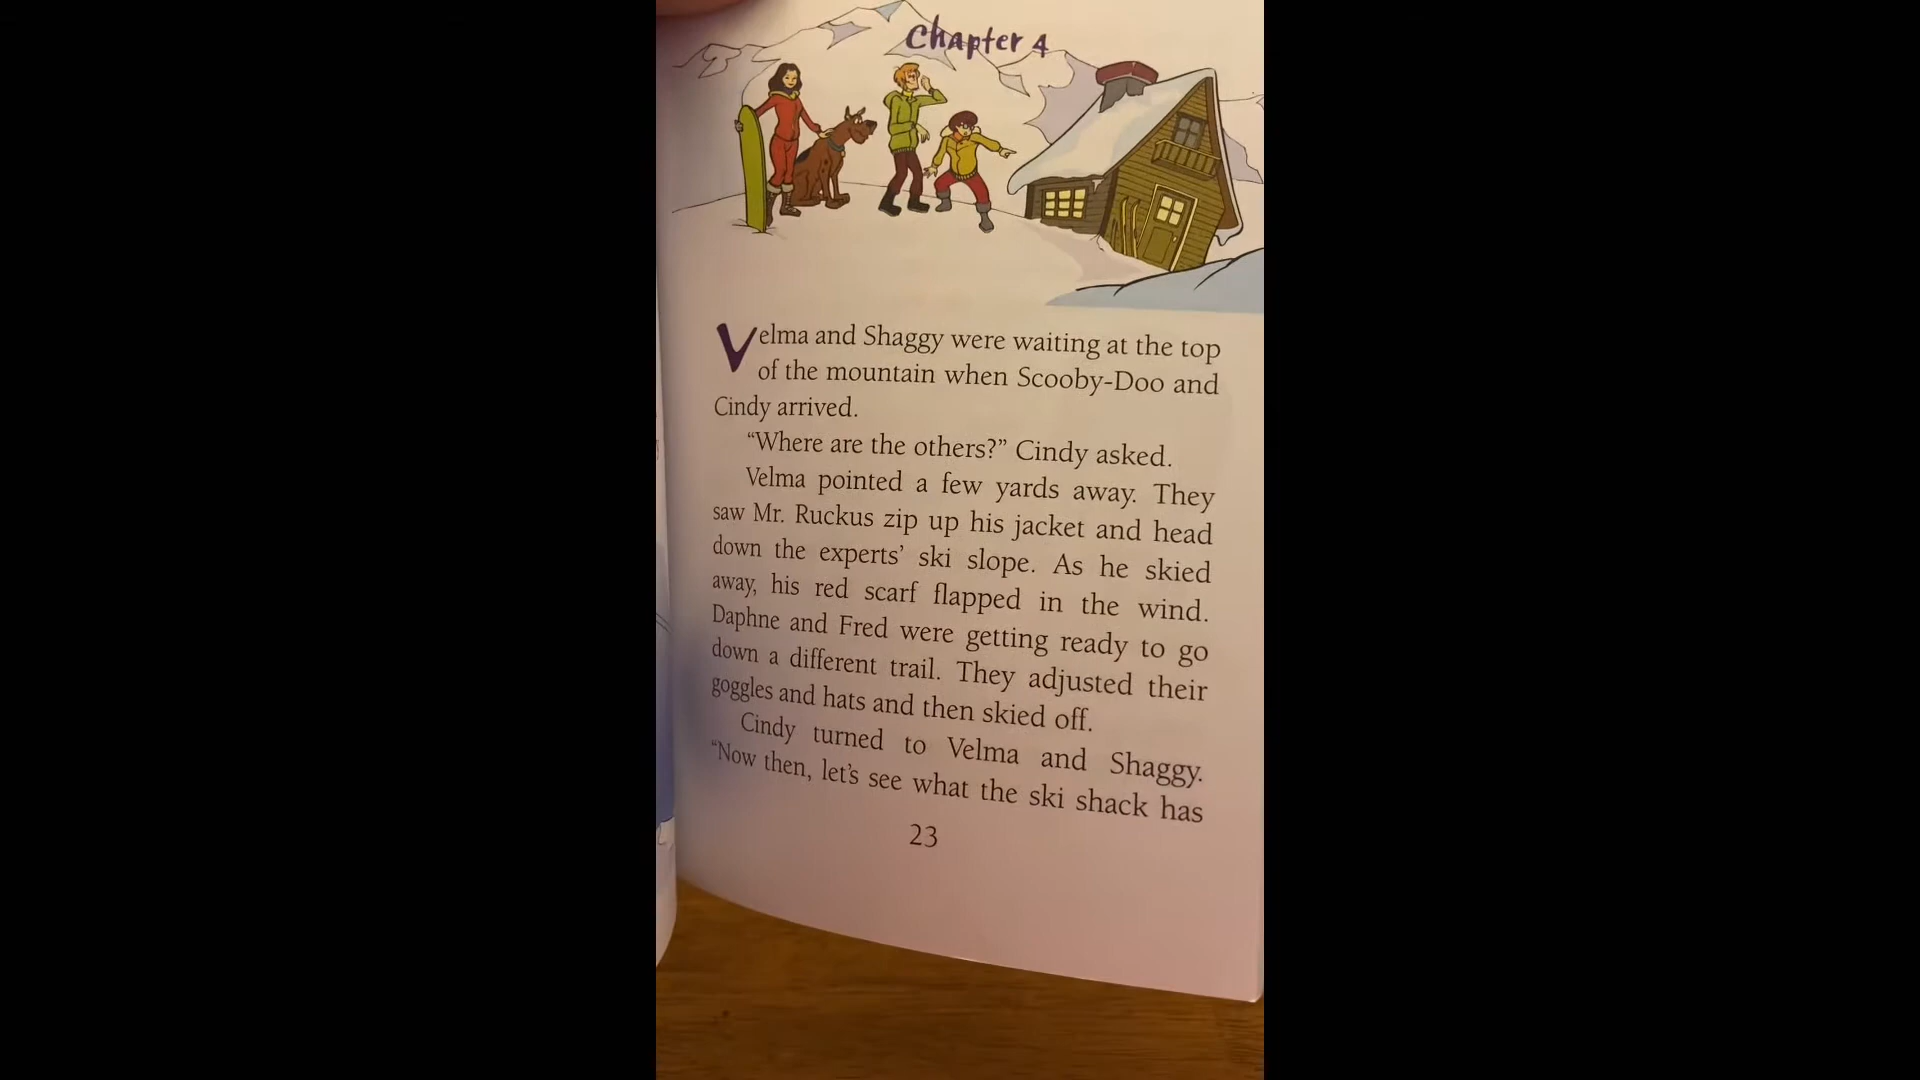 Chapter 4
Velma and Shaggy were waiting at the top
of the mountain when Scooby-Doo and
Cindy arrived.
“Where are the others?” Cindy asked.
Velma pointed a few yards away. They
saw Mr. Ruckus zip up his jacket and head
down the experts’ ski slope. As he skied
away, his red scarf flapped in the wind.
Daphne and Fred were getting ready to go
down a different trail. They adjusted their
goggles and hats and then skied off.
Cindy turned to Velma and Shaggy.
“Now then, let’s see what the ski shack has
23